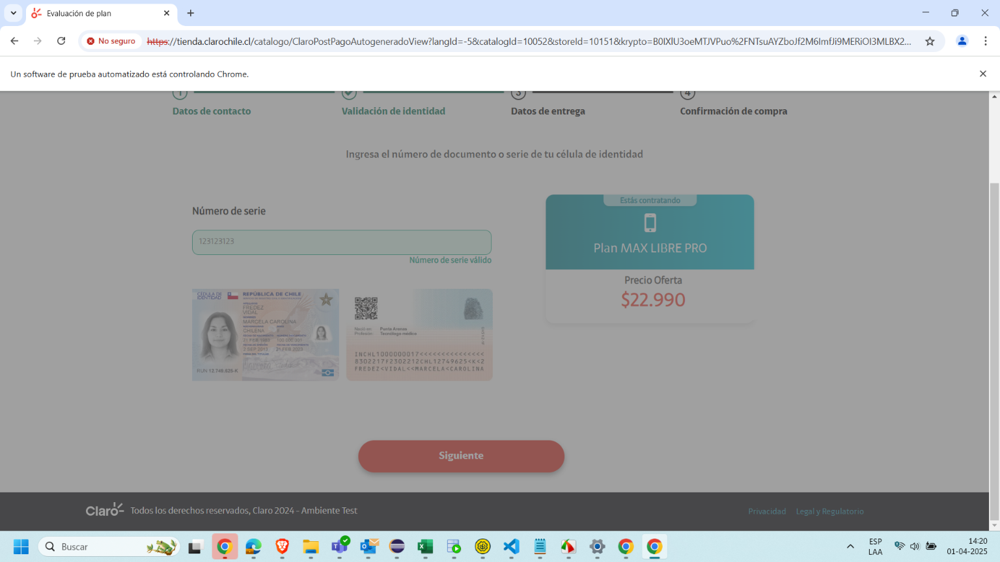 Evaluación de plan
No seguro
https://tienda.clarochile.cl/catalogo/ClaroPostPagoAutogeneradoView?langId=-5&catalogId=10052&storeId=10151&krypto=B0IXlU3oeMTJVPuo%2FNTsuAYZboJf2M6ImfJi9MERiOI3MLBX2...
Un software de prueba automatizado está controlando Chrome.
1
3
4
Datos de contacto
Validación de identidad
Datos de entrega
Confirmación de compra
Ingresa el número de documento o serie de tu célula de identidad
Número de serie
123123123
Número de serie válido
CÉDULA DE
IDENTIDAD
REPÚBLICA DE CHILE
FREDEZ
VIDAL
MARCELA CAROLINA
CHILENA
F
21 FEB 1983
100.000.001
2 SEP 2013
21 FEB 2023
RUN 12.749.625-K
Nació en: Punta Arenas
Profesión: Tecnólogo médico
INCHL1000000017<<<<<<<<<<<<<<<
8302217F2302212CHL12749625<K<2
FREDEZ<VIDAL<<MARCELA<CAROLINA
Estás contratando
Plan MAX LIBRE PRO
Precio Oferta
$22.990
Siguiente
Claro
Todos los derechos reservados, Claro 2024 - Ambiente Test
Privacidad
Legal y Regulatorio
Buscar
ESP
LAA
14:20
01-04-2025